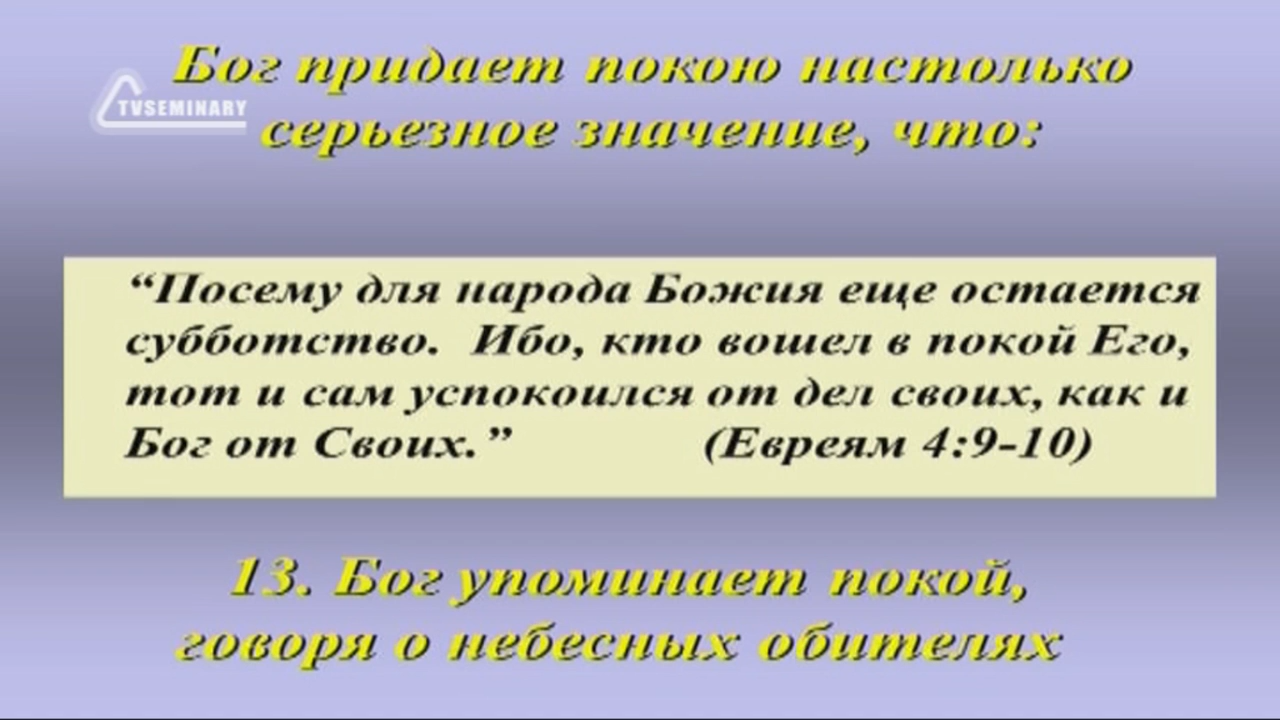 Бог придает покою настолько
TVSEMINARY
серьезное значение, что:
“Посему для народа Божия еще остается
субботство. Ибо, кто вошел в покой Его,
тот и сам успокоился от дел своих, как и
Бог от Своих.” (Евреям 4:9-10)
13. Бог упоминает покой,
говоря о небесных обителях